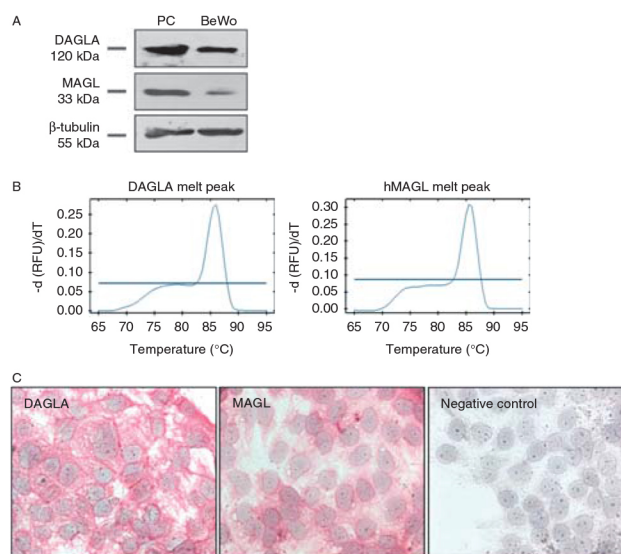 A
PC BeWo
DAGLA
120 kDa
MAGL
33 kDa
β-tubulin
55 kDa
B
DAGLA melt peak
-d (RFU)/dT
0.25
0.20
0.15
0.10
0.05
0.00
65 70 75 80 85 90 95
Temperature (°C)
hMAGL melt peak
-d (RFU)/dT
0.30
0.25
0.20
0.15
0.10
0.05
0.00
65 70 75 80 85 90 95
Temperature (°C)
C
DAGLA
MAGL
Negative control